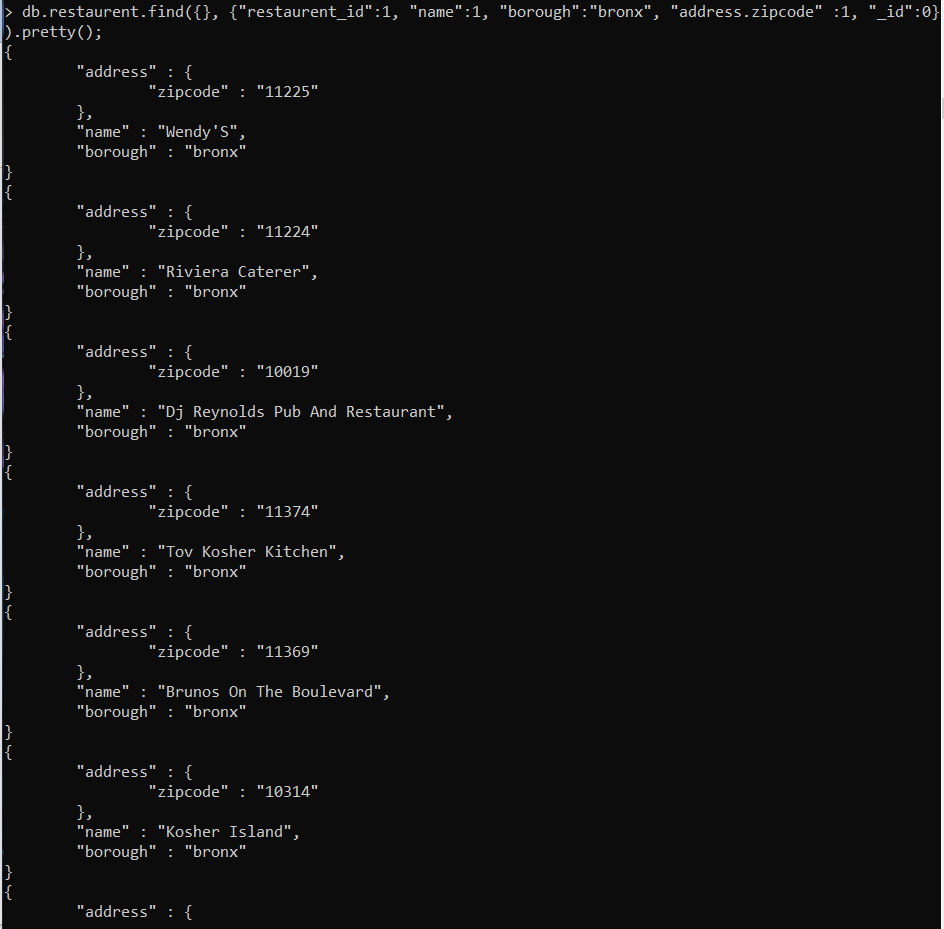 > db.restaurent.find({}, {"restaurent_id":1, "name":1, "borough":"bronx", "address.zipcode" :1, "_id":0}
).pretty();
{
        "address" : {
                "zipcode" : "11225"
        },
        "name" : "Wendy'S",
        "borough" : "bronx"
}
{
        "address" : {
                "zipcode" : "11224"
        },
        "name" : "Riviera Caterer",
        "borough" : "bronx"
}
{
        "address" : {
                "zipcode" : "10019"
        },
        "name" : "Dj Reynolds Pub And Restaurant",
        "borough" : "bronx"
}
{
        "address" : {
                "zipcode" : "11374"
        },
        "name" : "Tov Kosher Kitchen",
        "borough" : "bronx"
}
{
        "address" : {
                "zipcode" : "11369"
        },
        "name" : "Brunos On The Boulevard",
        "borough" : "bronx"
}
{
        "address" : {
                "zipcode" : "10314"
        },
        "name" : "Kosher Island",
        "borough" : "bronx"
}
{
        "address" : {